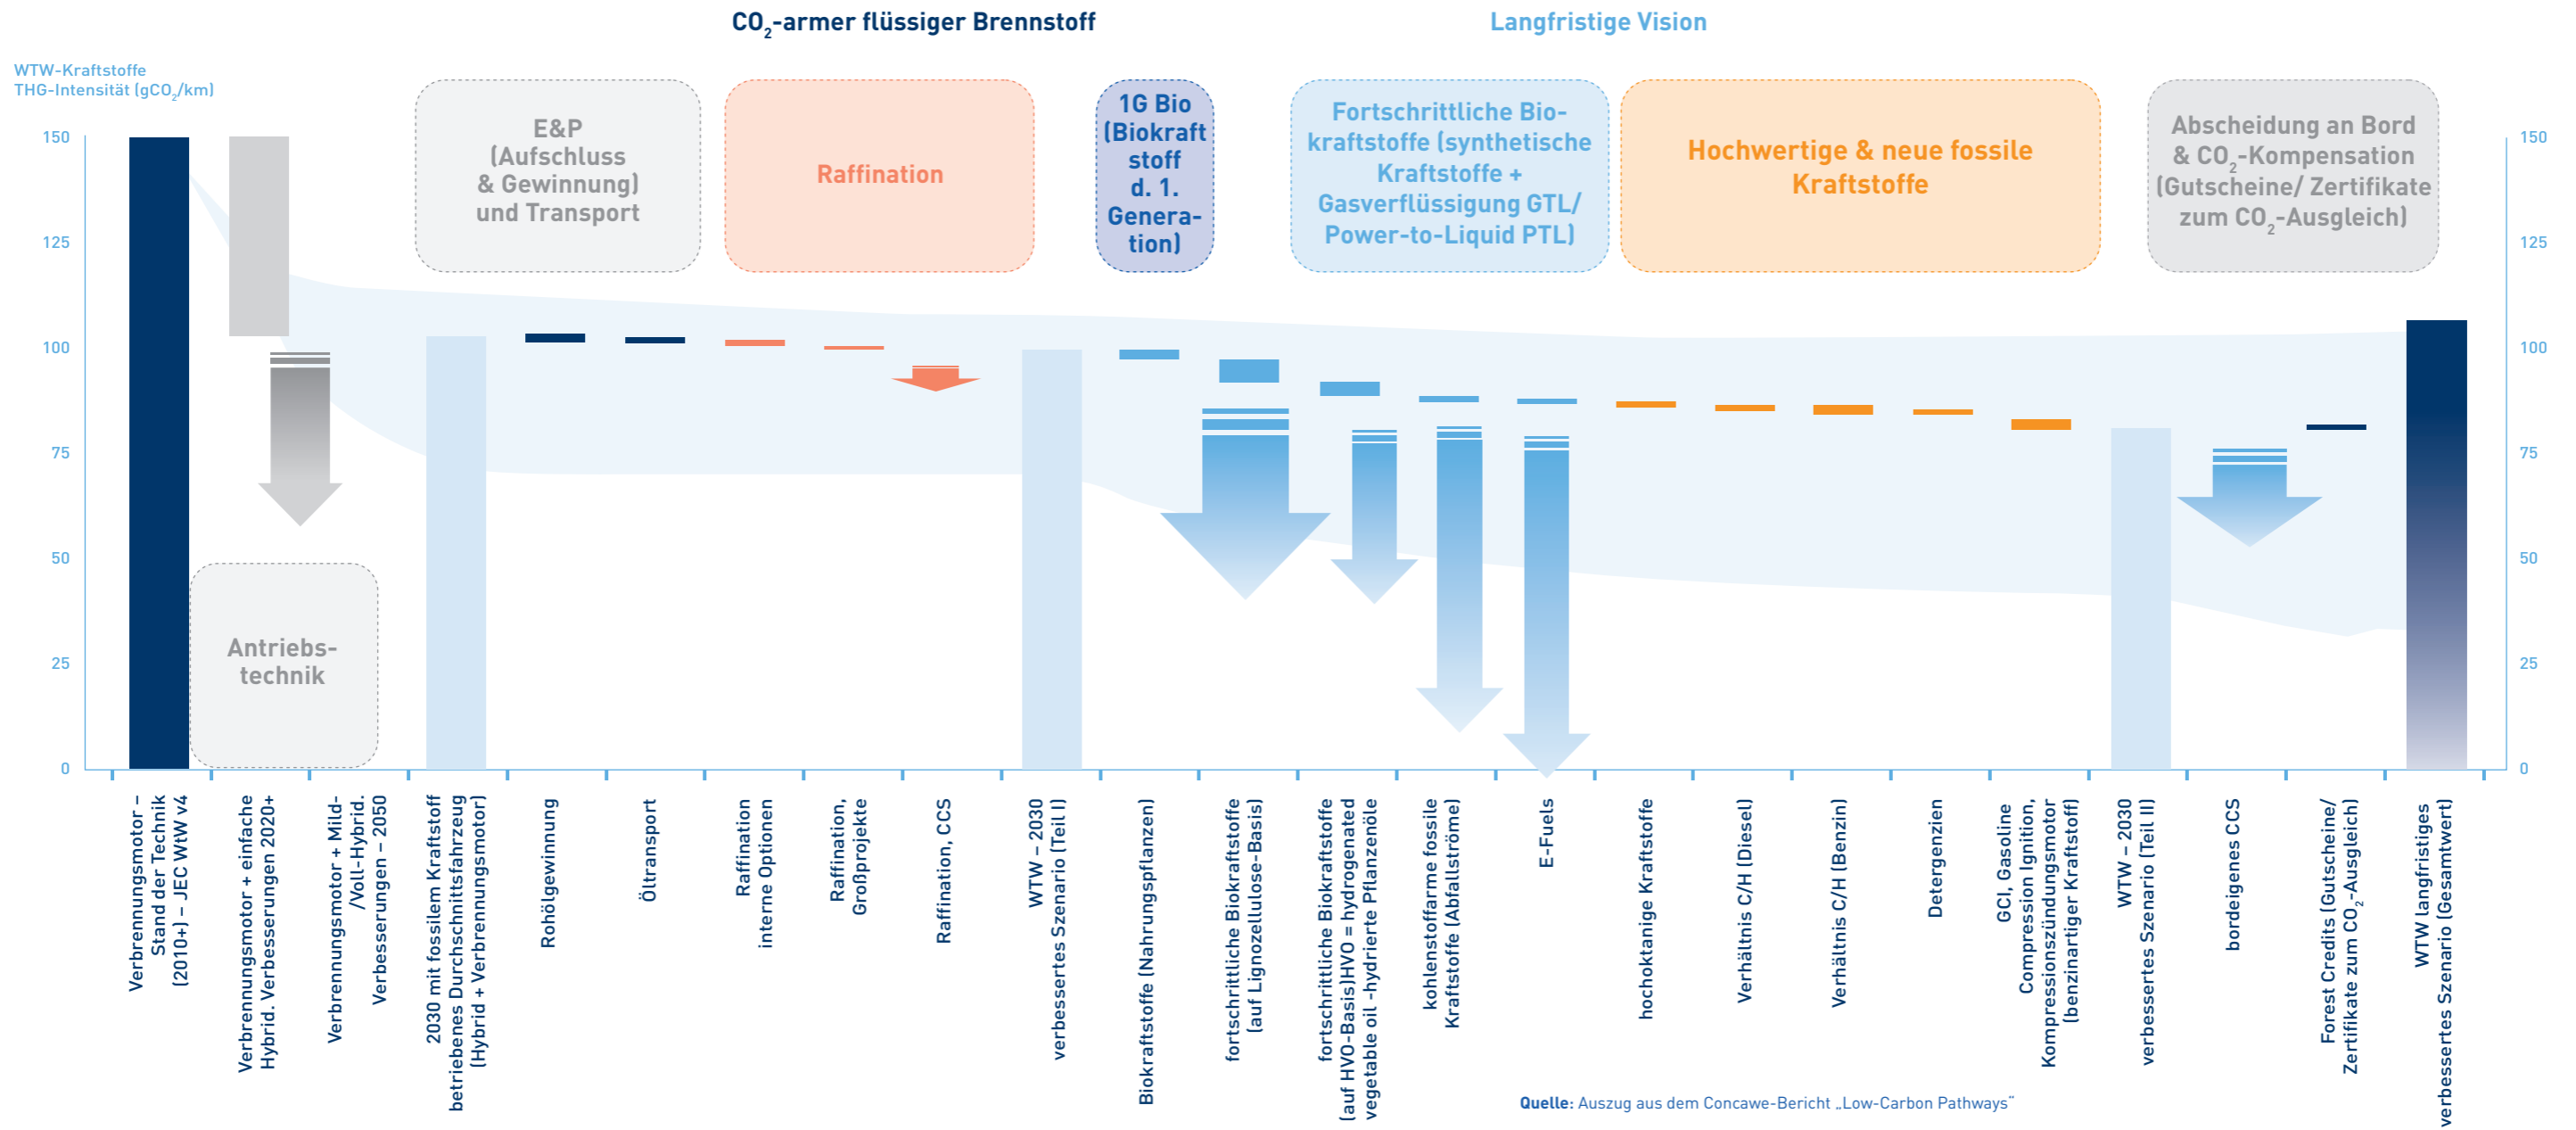 CO₂-armer flüssiger Brennstoff
Langfristige Vision
WTW-Kraftstoffe
THG-Intensität (gCO₂/km)
E&P
(Aufschluss
& Gewinnung)
und Transport
Raffination
1G Bio
(Biokraft
stoff
d. 1.
Genera-
tion)
Fortschrittliche Bio-
kraftstoffe (synthetische
Kraftstoffe +
Gasverflüssigung GTL/
Power-to-Liquid PTL)
Hochwertige & neue fossile
Kraftstoffe
Abscheidung an Bord
& CO₂-Kompensation
(Gutscheine/ Zertifikate
zum CO₂-Ausgleich)
150
125
100
75
50
25
0
150
125
100
75
50
25
0
Antriebs-
technik
Verbrennungsmotor –
Stand der Technik
(2010+) – JEC WtW v4
Verbrennungsmotor + einfache
Hybrid. Verbesserungen 2020+
Verbrennungsmotor + Mild-
/Voll-Hybrid.
Verbesserungen – 2050
2030 mit fossilem Kraftstoff
betriebenes Durchschnittsfahrzeug
(Hybrid + Verbrennungsmotor)
Rohölgewinnung
Öltransport
Raffination
interne Optionen
Raffination,
Großprojekte
Raffination, CCS
WTW – 2030
verbessertes Szenario (Teil I)
Biokraftstoffe (Nahrungspflanzen)
fortschrittliche Biokraftstoffe
(auf Lignozellulose-Basis)
fortschrittliche Biokraftstoffe
(auf HVO-Basis)HVO = hydrogenated
vegetable oil -hydrierte Pflanzenöle
kohlenstoffarme fossile
Kraftstoffe (Abfallströme)
E-Fuels
hochoktanige Kraftstoffe
Verhältnis C/H (Diesel)
Verhältnis C/H (Benzin)
Detergenzien
GCI, Gasoline
Compression Ignition,
Kompressionszündungsmotor
(benzinartiger Kraftstoff)
WTW – 2030
verbessertes Szenario (Teil II)
bordeigenes CCS
Forest Credits (Gutscheine/
Zertifikate zum CO₂-Ausgleich)
WTW langfristiges
verbessertes Szenario (Gesamtwert)
Quelle: Auszug aus dem Concawe-Bericht „Low-Carbon Pathways“